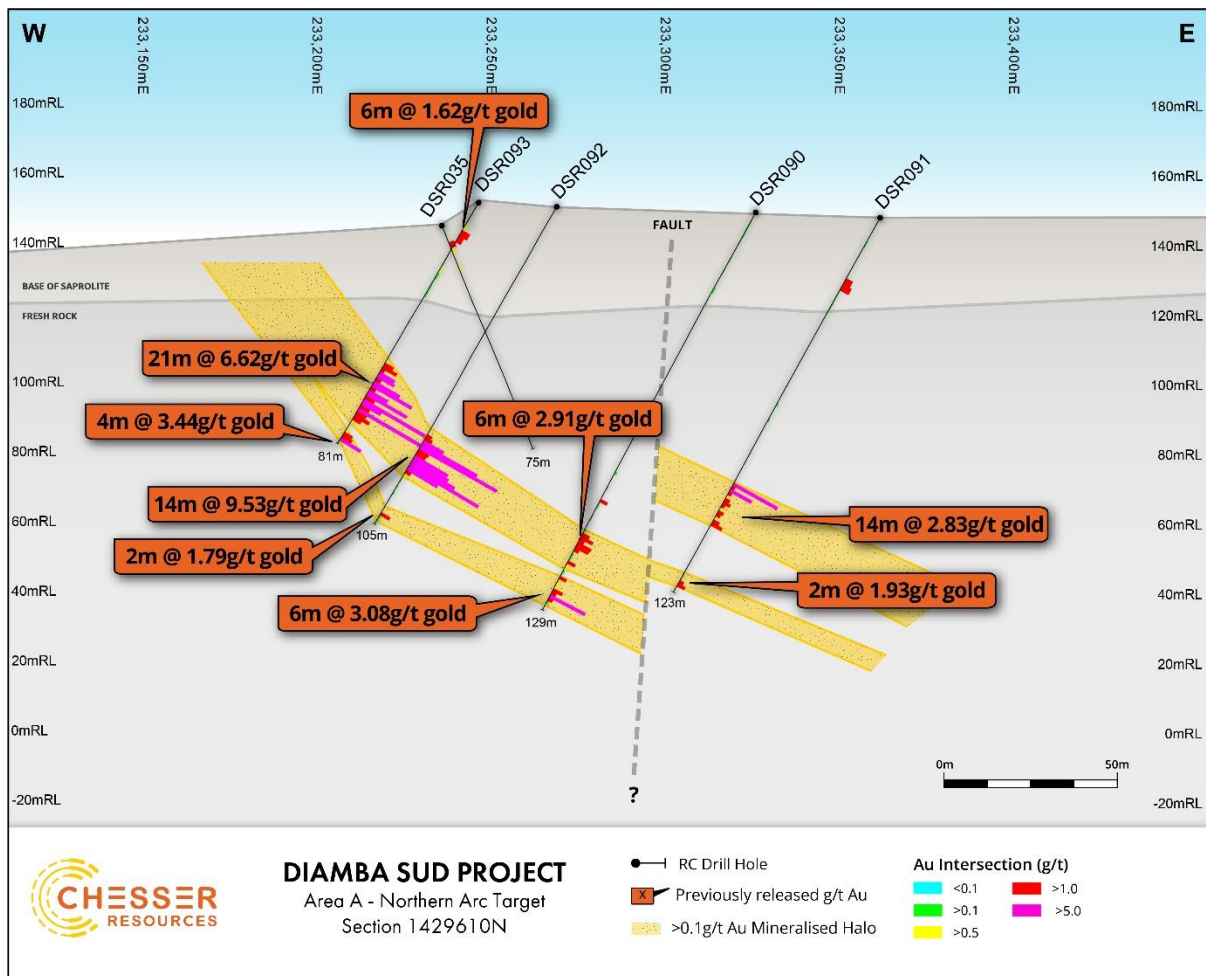 W
E
233,150mE
233,200mE
233,250mE
233,300mE
233,350mE
233,400mE
6m @ 1.62g/t gold
180mRL
180mRL
160mRL
160mRL
DSR035
DSR093
DSR092
DSR090
DSR091
FAULT
140mRL
140mRL
BASE OF SAPROLITE
FRESH ROCK
120mRL
21m @ 6.62g/t gold
100mRL
100mRL
4m @ 3.44g/t gold
6m @ 2.91g/t gold
80mRL
80mRL
81m
75m
14m @ 9.53g/t gold
14m @ 2.83g/t gold
60mRL
60mRL
105m
2m @ 1.79g/t gold
2m @ 1.93g/t gold
40mRL
40mRL
123m
6m @ 3.08g/t gold
129m
20mRL
20mRL
0mRL
0mRL
0m
50m
-20mRL
-20mRL
?
CHESSER
RESOURCES
DIAMBA SUD PROJECT
Area A - Northern Arc Target
Section 1429610N
RC Drill Hole
X
Previously released g/t Au
>0.1g/t Au Mineralised Halo
Au Intersection (g/t)
<0.1
>1.0
>0.1
>5.0
>0.5